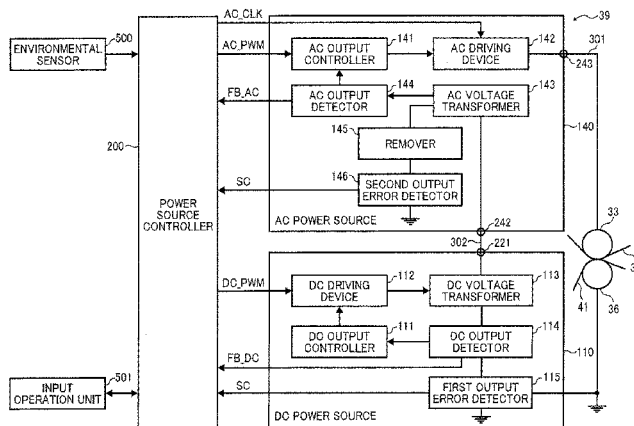 AC_CLK
39
500
ENVIRONMENTAL SENSOR
AC_PWM
141
AC OUTPUT CONTROLLER
142
AC DRIVING DEVICE
301
243
FB_AC
144
AC OUTPUT DETECTOR
143
AC VOLTAGE TRANSFORMER
140
145
REMOVER
200
146
SC
SECOND OUTPUT ERROR DETECTOR
AC POWER SOURCE
POWER SOURCE CONTROLLER
242
302
221
33
41
36
DC_PWM
112
DC DRIVING DEVICE
113
DC VOLTAGE TRANSFORMER
111
DC OUTPUT CONTROLLER
114
DC OUTPUT DETECTOR
110
FB_DC
115
SC
FIRST OUTPUT ERROR DETECTOR
DC POWER SOURCE
501
INPUT OPERATION UNIT